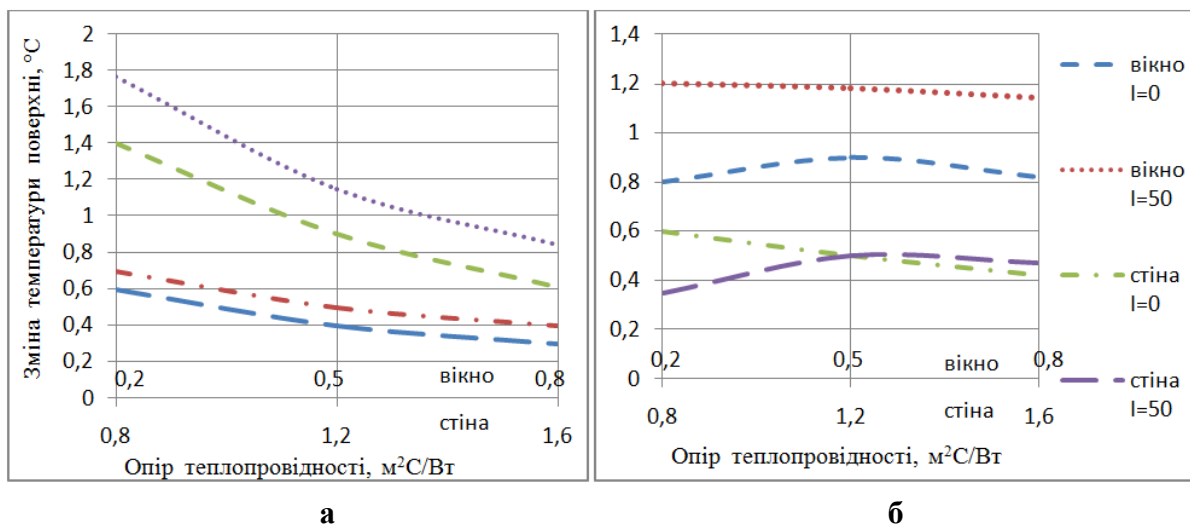 Зміна температури поверхні, °С
2
1,8
1,6
1,4
1,2
1
0,8
0,6
0,4
0,2
0
0,2
0,5
вікно
0,8
стіна
0,8
1,2
1,6
Опір теплопровідності, м²С/Вт
а
1,4
1,2
1
0,8
0,6
0,4
0,2
0
0,2
0,5
вікно
0,8
стіна
0,8
1,2
1,6
Опір теплопровідності, м²С/Вт
б
вікно
I=0
вікно
I=50
стіна
I=0
стіна
I=50